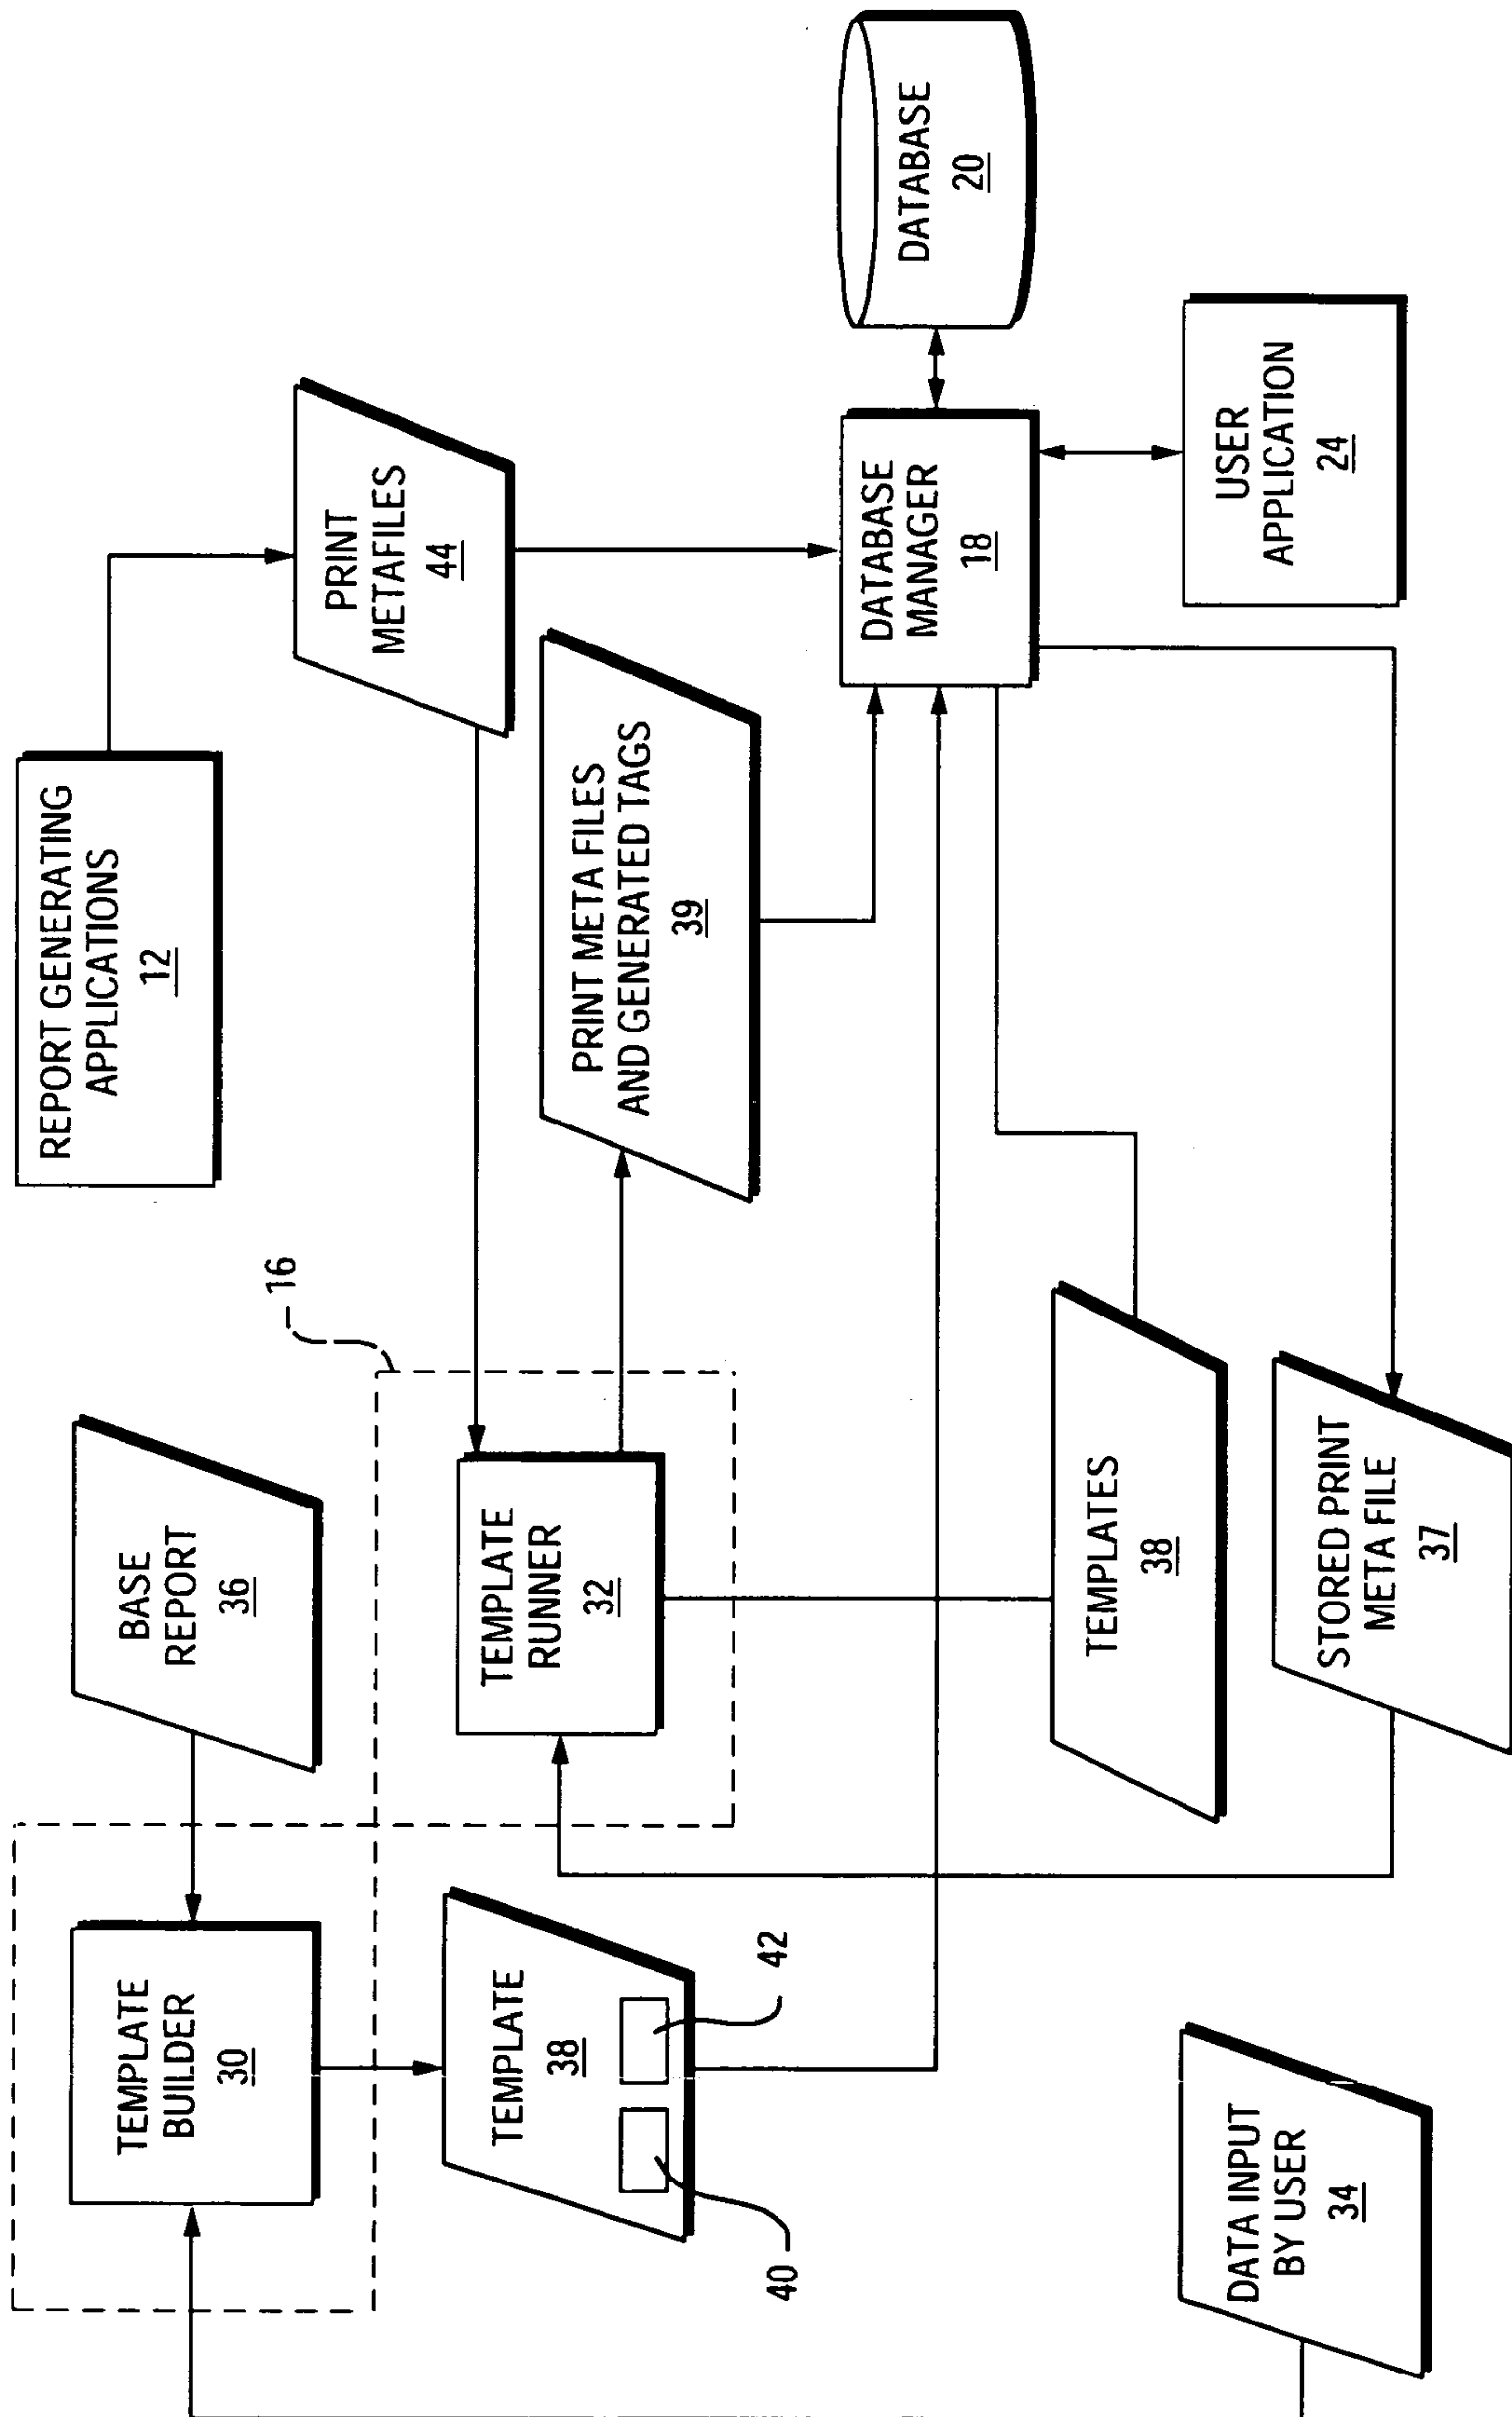 TEMPLATE
BUILDER
30
BASE
REPORT
36
REPORT GENERATING
APPLICATIONS
12
16
TEMPLATE
38
40
42
TEMPLATE
RUNNER
32
PRINT
METAFILES
44
PRINT META FILES
AND GENERATED TAGS
39
DATABASE
MANAGER
18
DATABASE
20
TEMPLATES
38
DATA INPUT
BY USER
34
STORED PRINT
META FILE
37
USER
APPLICATION
24